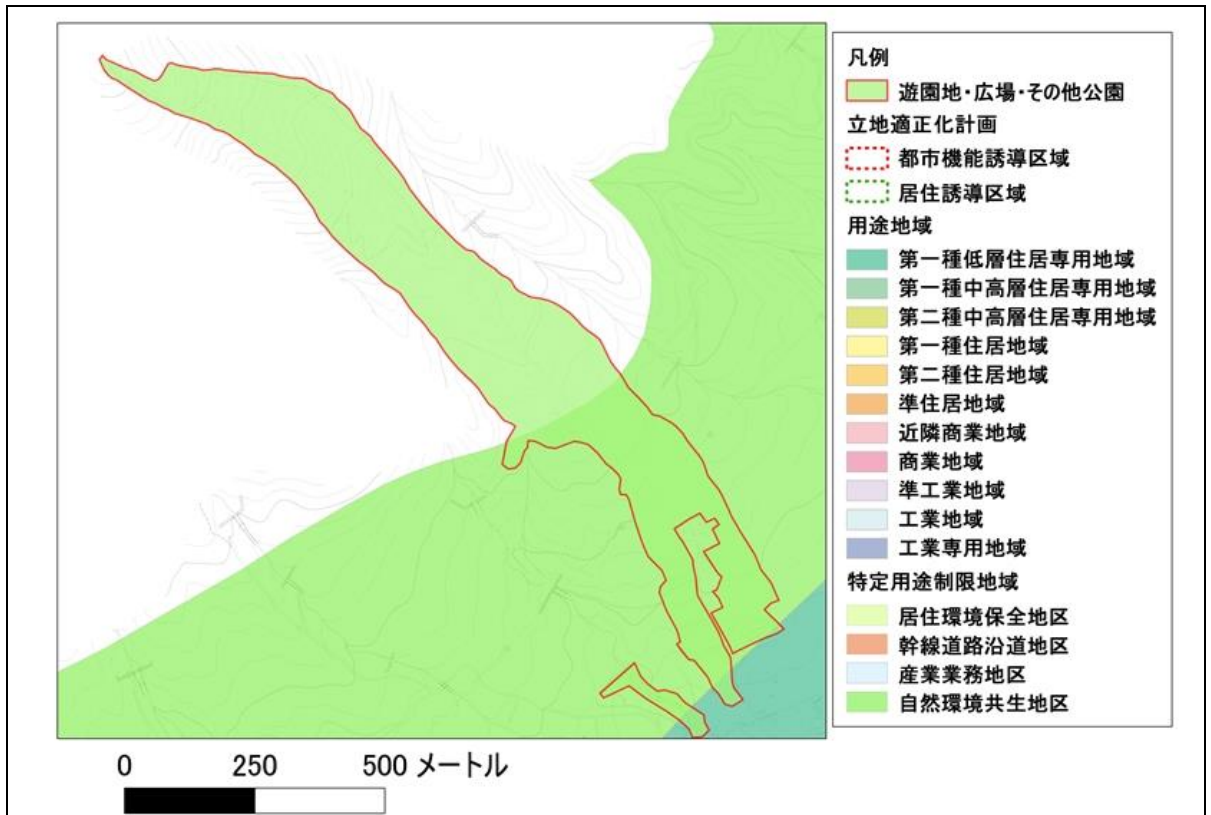 凡例
遊園地・広場・その他公園
立地適正化計画
都市機能誘導区域
居住誘導区域
用途地域
第一種低層住居専用地域
第一種中高層住居専用地域
第二種中高層住居専用地域
第一種住居地域
第二種住居地域
準住居地域
近隣商業地域
商業地域
準工業地域
工業地域
工業専用地域
特定用途制限地域
居住環境保全地区
幹線道路沿道地区
産業業務地区
自然環境共生地区
0 250 500 メートル